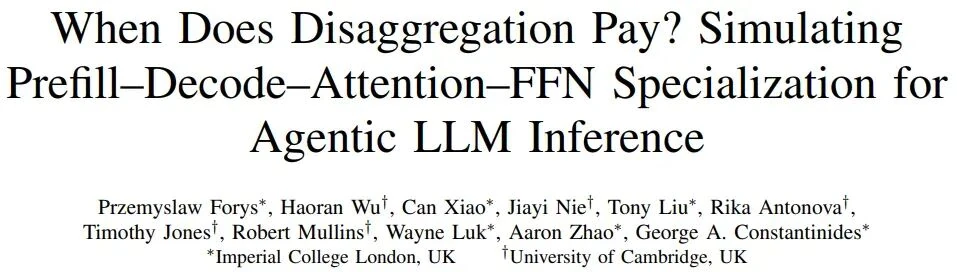 When Does Disaggregation Pay? Simulating
Prefill–Decode–Attention–FFN Specialization for
Agentic LLM Inference
Przemyslaw Forys*, Haoran Wu†, Can Xiao*, Jiayi Nie†, Tony Liu*, Rika Antonova†,
Timothy Jones†, Robert Mullins†, Wayne Luk*, Aaron Zhao*, George A. Constantinides*
*Imperial College London, UK †University of Cambridge, UK